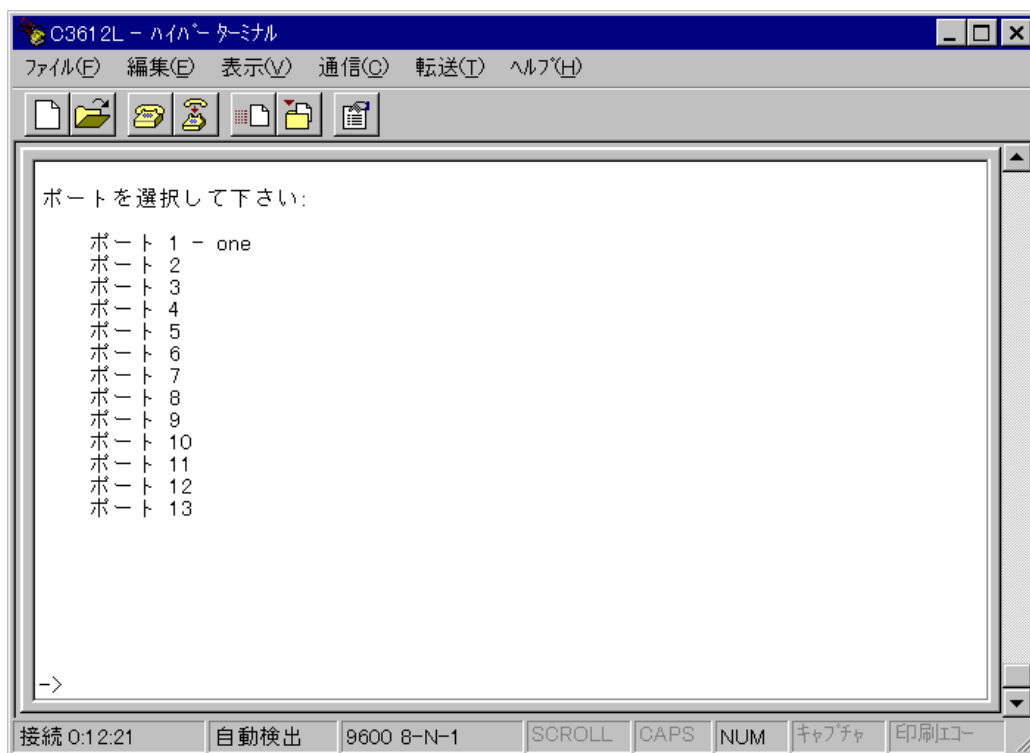 C3612L - ﾊｲﾊﾟｰ ﾀｰﾐﾅﾙ
ﾌｧｲﾙ(F) 編集(E) 表示(V) 通信(C) 転送(T) ﾍﾙﾌﾟ(H)
ポートを選択して下さい:
ポート 1 - one
ポート 2
ポート 3
ポート 4
ポート 5
ポート 6
ポート 7
ポート 8
ポート 9
ポート 10
ポート 11
ポート 12
ポート 13
->
接続 0:12:21 自動検出 9600 8-N-1 SCROLL CAPS NUM ｷｬﾌﾟﾁｬ 印刷ｴｺｰ